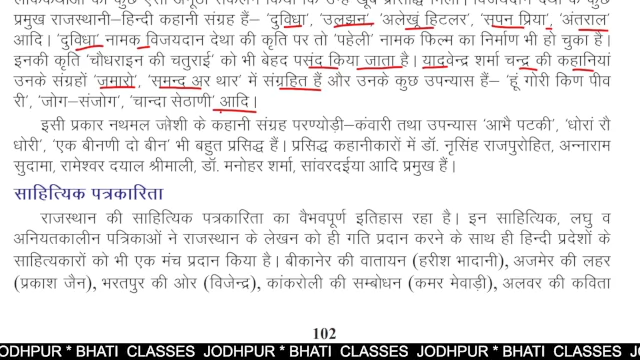 प्रमुख राजस्थानी–हिन्दी कहानी संग्रह हैं– 'दुविधा', 'उलझन', 'अलेखूं हिटलर', 'सूपन प्रिया', 'अंतराल'
आदि। 'दुविधा' नामक विजयदान देथा की कृति पर तो 'पहेली' नामक फिल्म का निर्माण भी हो चुका है।
इनकी कृति 'चौधराइन की चतुराई' को भी बेहद पसंद किया जाता है। यादवेन्द्र शर्मा चन्द्र की कहानियां
उनके संग्रहों 'जमारो', 'समन्द अर थार' में संग्रहित हैं और उनके कुछ उपन्यास हैं– 'हूं गोरी किण पीव
री', 'जोग–संजोग', 'चान्दा सेठाणी' आदि।
इसी प्रकार नथमल जोशी के कहानी संग्रह परण्योड़ी–कंवारी तथा उपन्यास 'आभै पटकी', 'धोरां रौ
धोरी', 'एक बीनणी दो बीन' भी बहुत प्रसिद्ध हैं। प्रसिद्ध कहानीकारों में डॉ. नृसिंह राजपुरोहित, अन्नाराम
सुदामा, रामेश्वर दयाल श्रीमाली, डॉ. मनोहर शर्मा, सांवरदईया आदि प्रमुख हैं।
साहित्यिक पत्रकारिता
राजस्थान की साहित्यिक पत्रकारिता का वैभवपूर्ण इतिहास रहा है। इन साहित्यिक, लघु व
अनियतकालीन पत्रिकाओं ने राजस्थान के लेखन को ही गति प्रदान करने के साथ ही हिन्दी प्रदेशों के
साहित्यकारों को भी एक मंच प्रदान किया है। बीकानेर की वातायन (हरीश भादानी), अजमेर की लहर
(प्रकाश जैन), भरतपुर की ओर (विजेन्द्र), कांकरोली की सम्बोधन (कमर मेवाड़ी), अलवर की कविता
102
JODHPUR * BHATI CLASSES JODHPUR * BHATI CLASSES JODHPUR * BHATI CLASSES JO